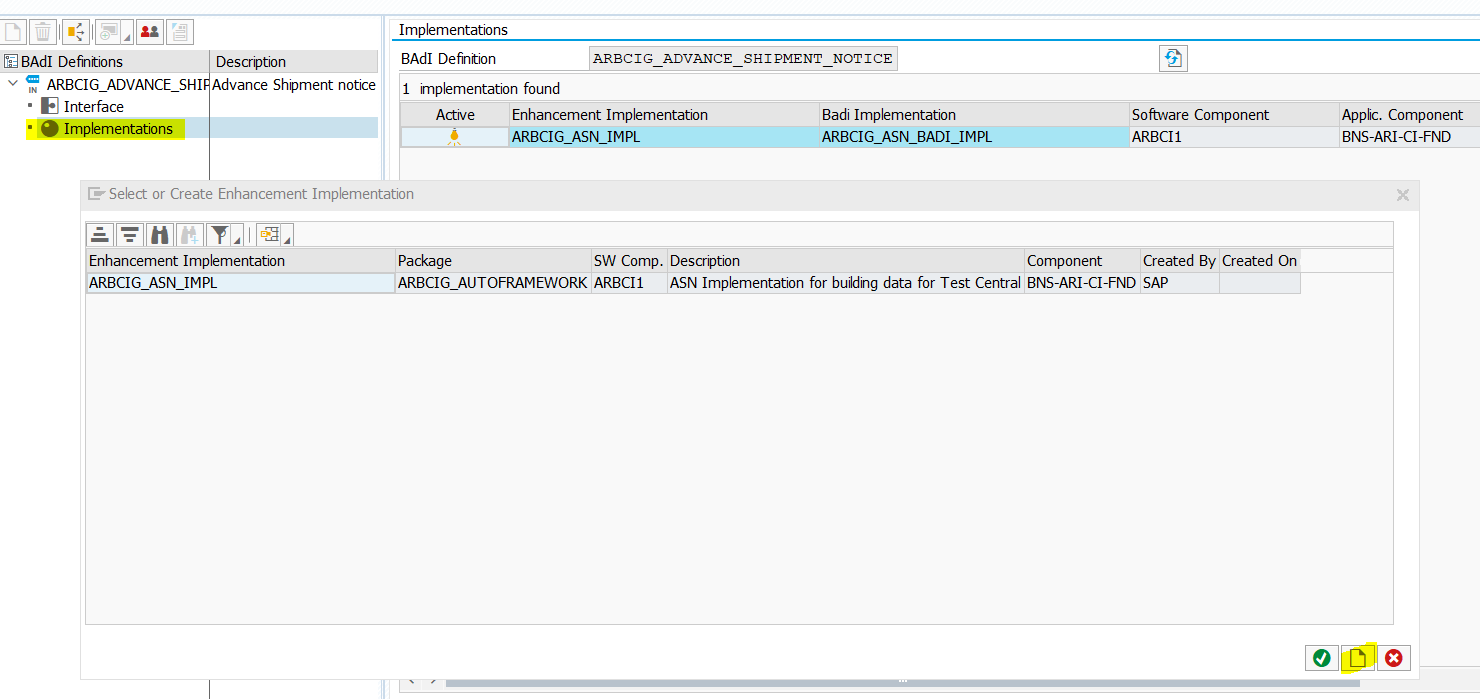 Implementations
BAdI Definitions Description
ARBCIG_ADVANCE_SHIP Advance Shipment notice
IN
Interface
Implementations
BAdI Definition ARBCIG_ADVANCE_SHIPMENT_NOTICE
1 implementation found
Active Enhancement Implementation Badi Implementation Software Component Applic. Component
ARBCIG_ASN_IMPL ARBCIG_ASN_BADI_IMPL ARBCI1 BNS-ARI-CI-FND
Select or Create Enhancement Implementation
Enhancement Implementation Package SW Comp. Description Component Created By Created On
ARBCIG_ASN_IMPL ARBCIG_AUTOFRAMEWORK ARBCI1 ASN Implementation for building data for Test Central BNS-ARI-CI-FND SAP